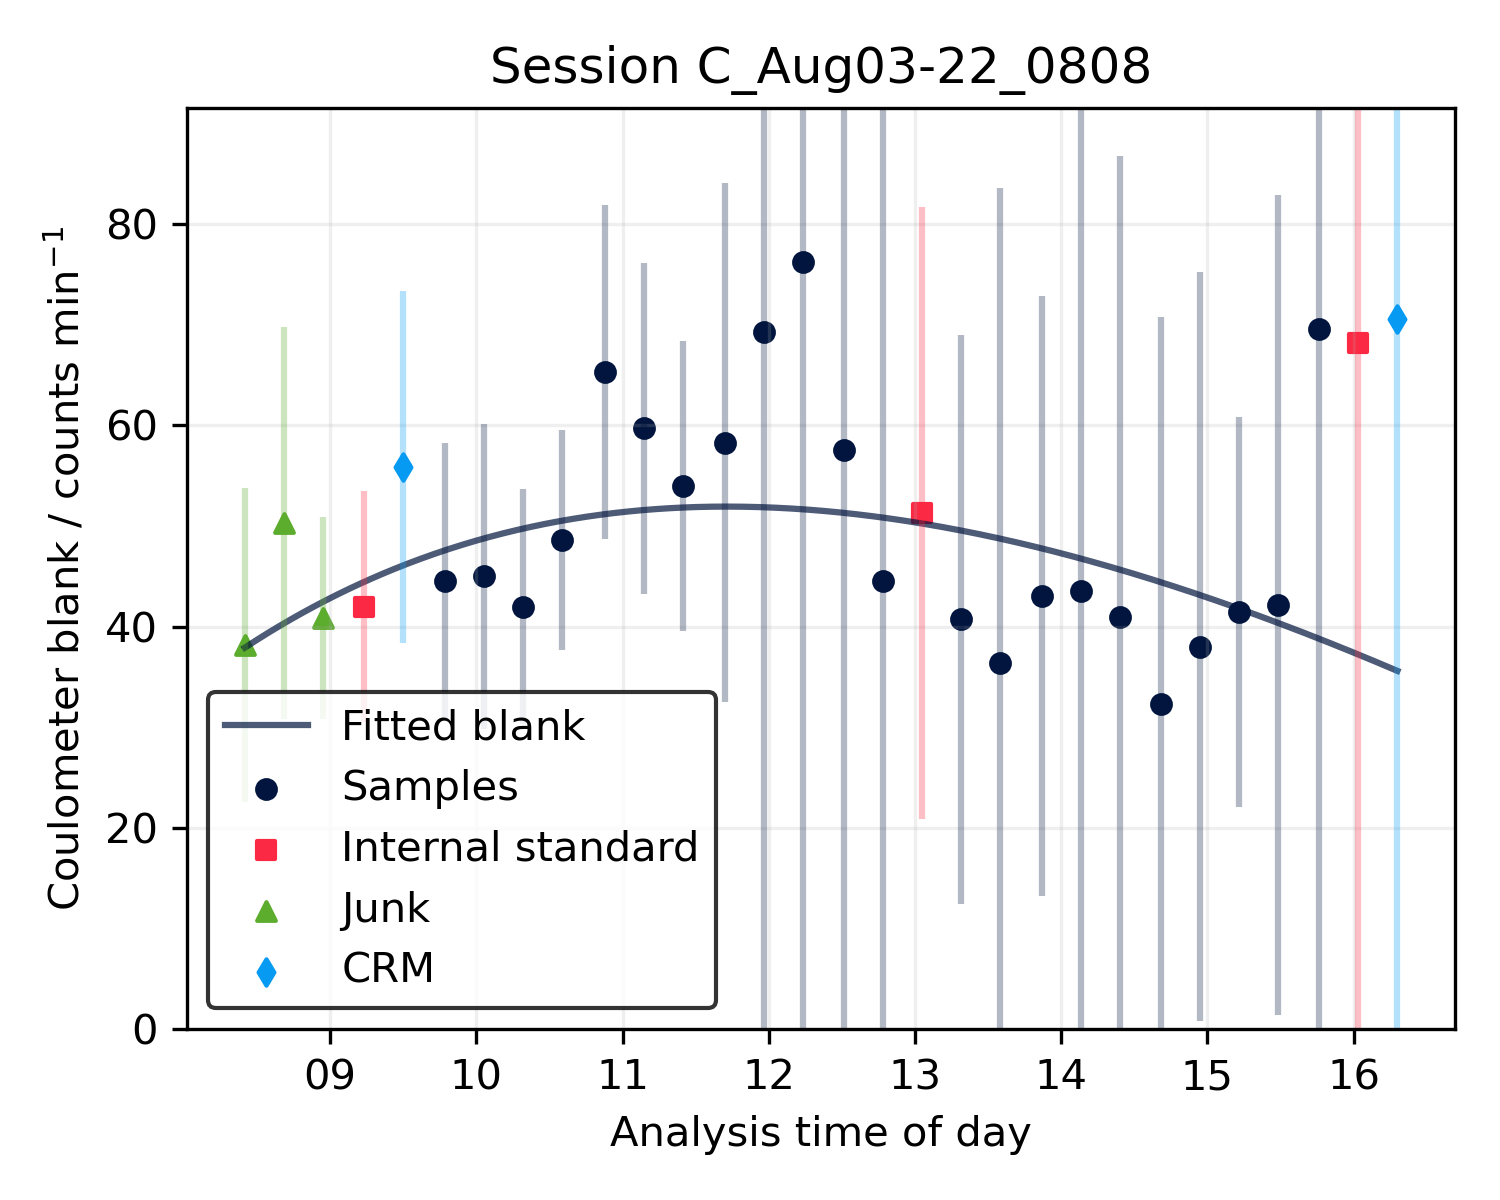 Session C_Aug03-22_0808
Coulometer blank / counts min⁻¹
80
60
40
20
0
Fitted blank
Samples
Internal standard
Junk
CRM
09 10 11 12 13 14 15 16
Analysis time of day